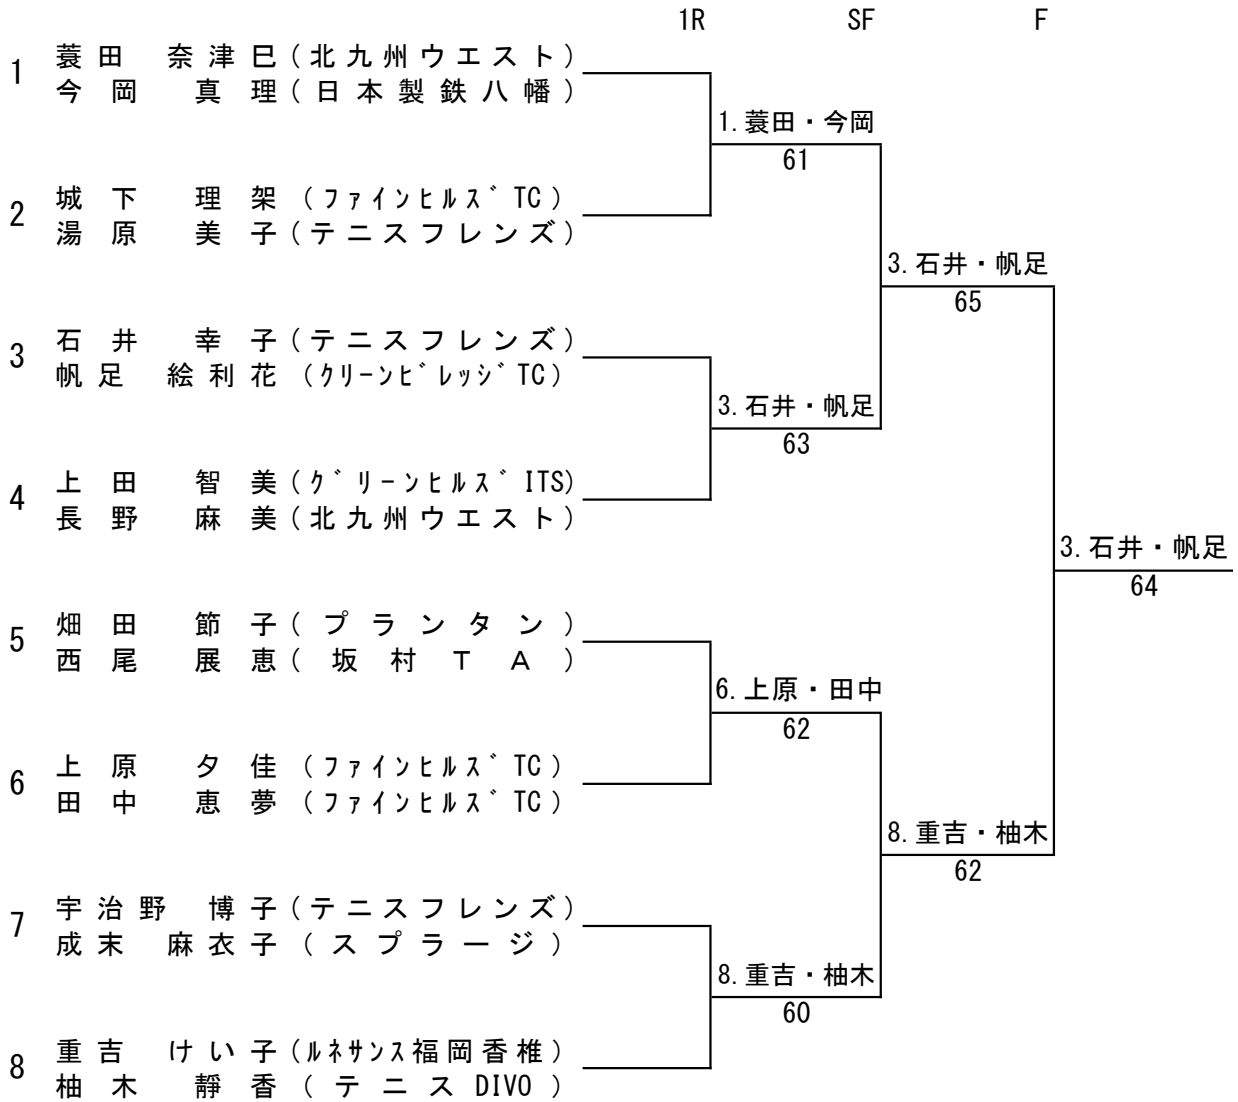 1R SF F
1
蓑田 奈津巳(北九州ウエスト)
今岡 真理(日本製鉄八幡)
1.蓑田・今岡
61
2
城下 理架(ファインヒルズTC)
湯原 美子(テニスフレンズ)
3.石井・帆足
65
3
石井 幸子(テニスフレンズ)
帆足 絵利花(クリーンビレッジTC)
3.石井・帆足
63
4
上田 智美(グリーンヒルズITS)
長野 麻美(北九州ウエスト)
3.石井・帆足
64
5
畑田 節子(プランタン)
西尾 展恵(坂村TA)
6.上原・田中
62
6
上原 夕佳(ファインヒルズTC)
田中 恵夢(ファインヒルズTC)
8.重吉・柚木
62
7
宇治野 博子(テニスフレンズ)
成末 麻衣子(スプラージ)
8.重吉・柚木
60
8
重吉 けい子(ルネサンス福岡香椎)
柚木 靜香(テニスDIVO)